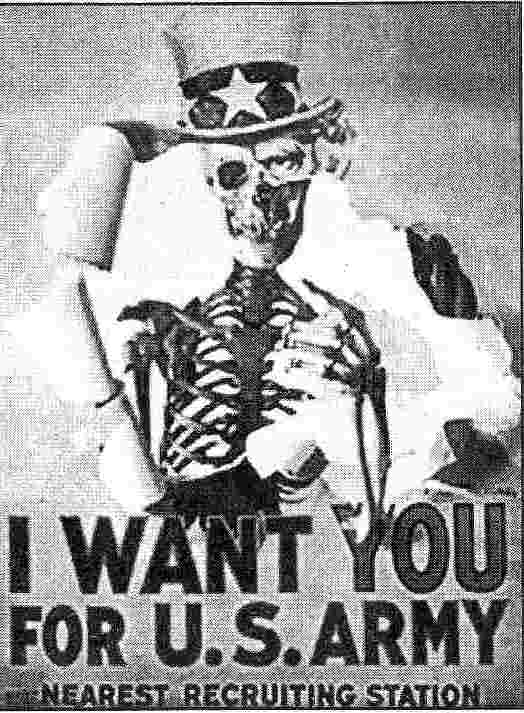 I WANT YOU
FOR U.S. ARMY
NEAREST RECRUITING STATION